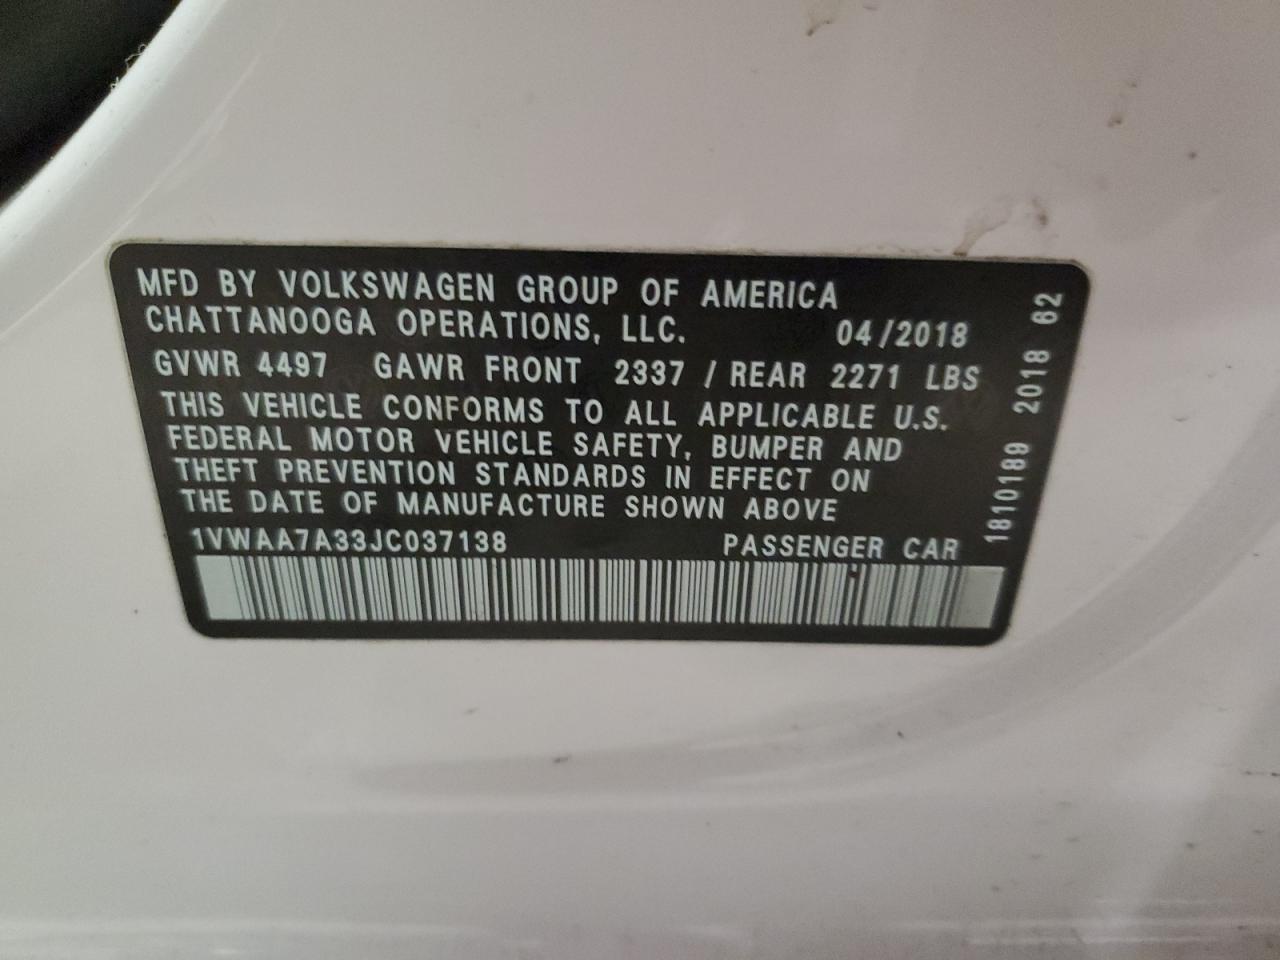 MFD BY VOLKSWAGEN GROUP OF AMERICA
CHATTANOOGA OPERATIONS, LLC. 04/2018
GVWR 4497 GAWR FRONT 2337 / REAR 2271 LBS
THIS VEHICLE CONFORMS TO ALL APPLICABLE U.S.
FEDERAL MOTOR VEHICLE SAFETY, BUMPER AND
THEFT PREVENTION STANDARDS IN EFFECT ON
THE DATE OF MANUFACTURE SHOWN ABOVE
1VWAA7A33JC037138 PASSENGER CAR
1810189 2018 62